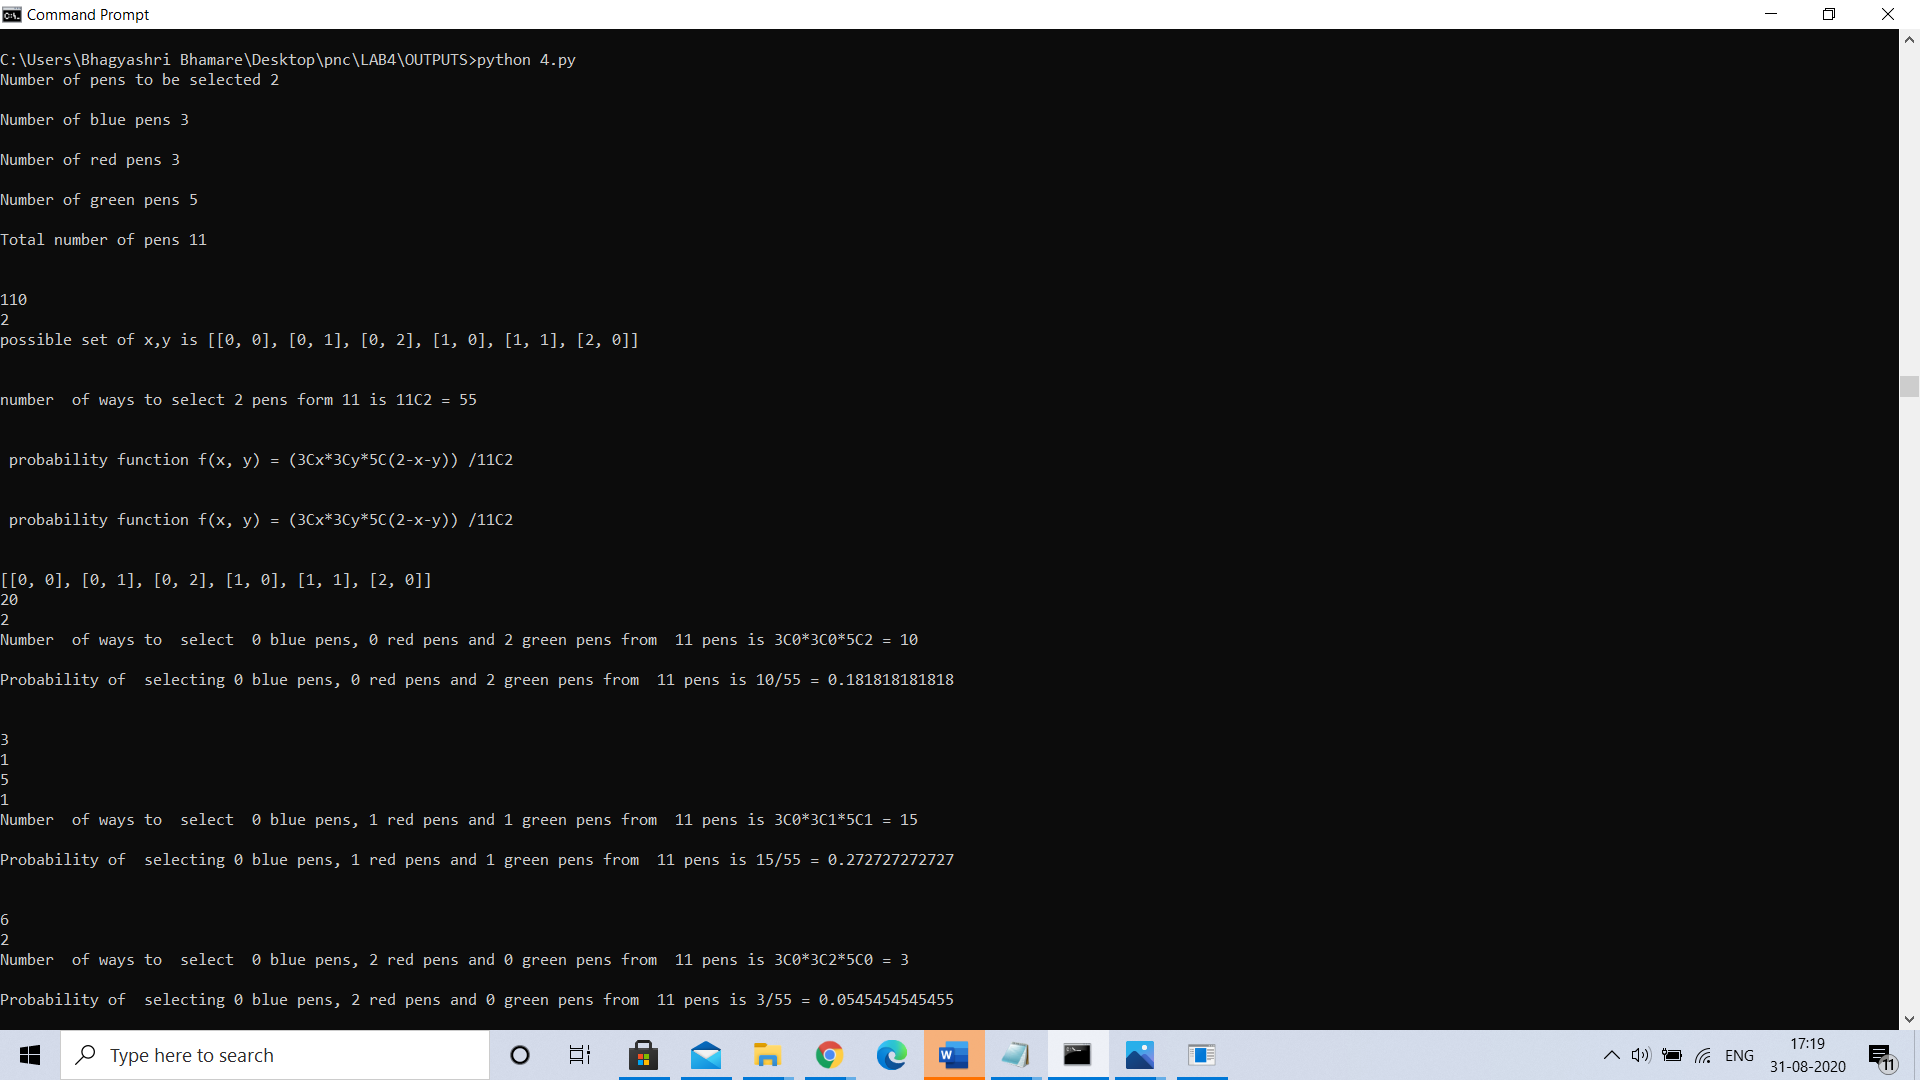 Command Prompt
C:\Users\Bhagyashri Bhamare\Desktop\pnc\LAB4\OUTPUTS>python 4.py
Number of pens to be selected 2
Number of blue pens 3
Number of red pens 3
Number of green pens 5
Total number of pens 11
110
2
possible set of x,y is [[0, 0], [0, 1], [0, 2], [1, 0], [1, 1], [2, 0]]
number  of ways to select 2 pens form 11 is 11C2 = 55
probability function f(x, y) = (3Cx*3Cy*5C(2-x-y)) /11C2
probability function f(x, y) = (3Cx*3Cy*5C(2-x-y)) /11C2
[[0, 0], [0, 1], [0, 2], [1, 0], [1, 1], [2, 0]]
20
2
Number  of ways to  select  0 blue pens, 0 red pens and 2 green pens from  11 pens is 3C0*3C0*5C2 = 10
Probability of  selecting 0 blue pens, 0 red pens and 2 green pens from  11 pens is 10/55 = 0.181818181818
3
1
5
1
Number  of ways to  select  0 blue pens, 1 red pens and 1 green pens from  11 pens is 3C0*3C1*5C1 = 15
Probability of  selecting 0 blue pens, 1 red pens and 1 green pens from  11 pens is 15/55 = 0.272727272727
6
2
Number  of ways to  select  0 blue pens, 2 red pens and 0 green pens from  11 pens is 3C0*3C2*5C0 = 3
Probability of  selecting 0 blue pens, 2 red pens and 0 green pens from  11 pens is 3/55 = 0.0545454545455
Type here to search
W
ENG
17:19
31-08-2020
11